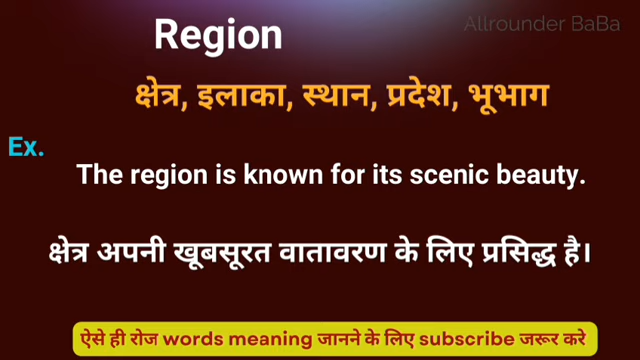 Allrounder BaBa
Region
क्षेत्र, इलाका, स्थान, प्रदेश, भूभाग
Ex.
The region is known for its scenic beauty.
क्षेत्र अपनी खूबसूरत वातावरण के लिए प्रसिद्ध है।
ऐसे ही रोज words meaning जानने के लिए subscribe जरूर करे